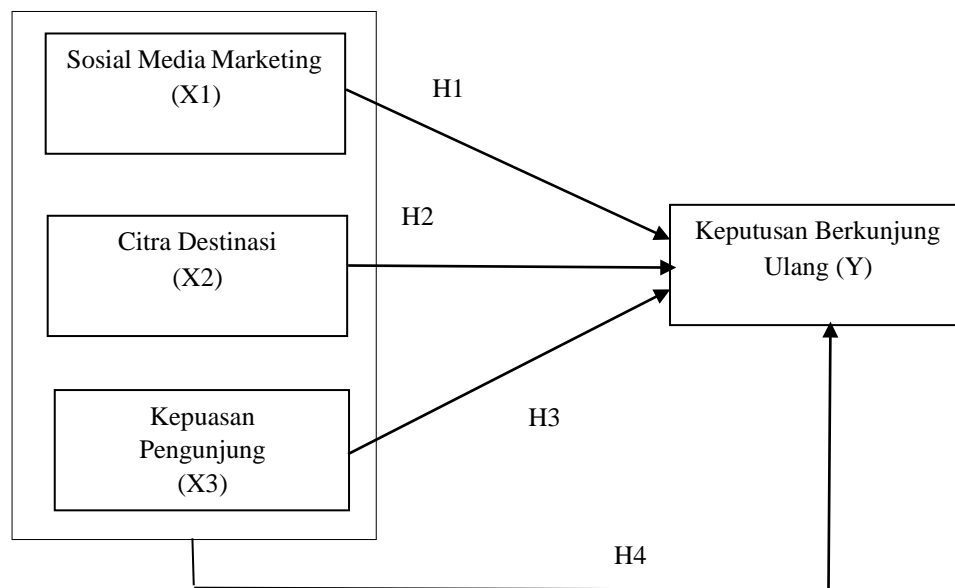 Sosial Media Marketing
(X1)
H1
Citra Destinasi
(X2)
H2
Keputusan Berkunjung
Ulang (Y)
Kepuasan
Pengunjung
(X3)
H3
H4